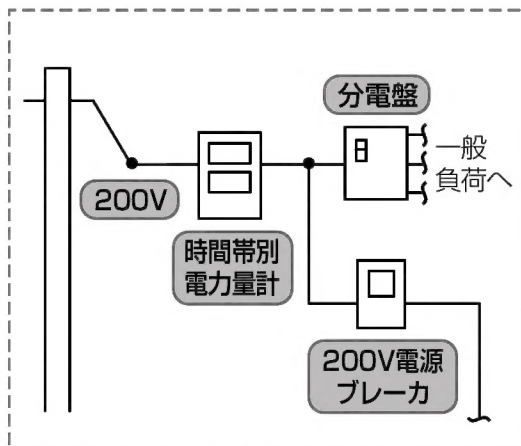 分電盤
一般
負荷へ
200V
時間帯別
電力量計
200V電源
ブレーカ